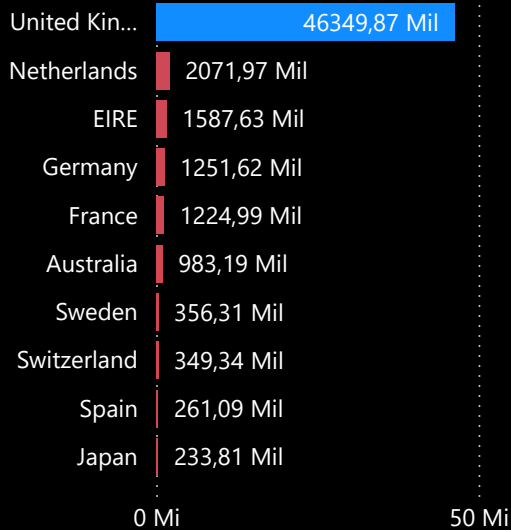 United Kin... 46349,87 Mil
Netherlands 2071,97 Mil
EIRE 1587,63 Mil
Germany 1251,62 Mil
France 1224,99 Mil
Australia 983,19 Mil
Sweden 356,31 Mil
Switzerland 349,34 Mil
Spain 261,09 Mil
Japan 233,81 Mil
0 Mi 50 Mi